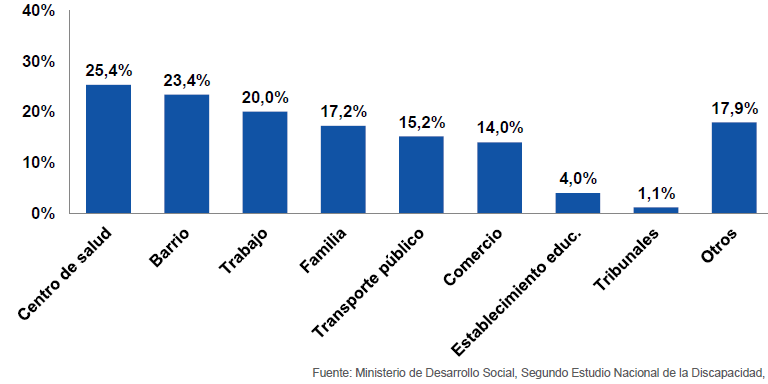 40%
30%
20%
10%
0%
25,4%
23,4%
20,0%
17,2%
15,2%
14,0%
4,0%
1,1%
17,9%
Centro de salud
Barrio
Trabajo
Familia
Transporte público
Comercio
Establecimiento educ.
Tribunales
Otros
Fuente: Ministerio de Desarrollo Social, Segundo Estudio Nacional de la Discapacidad,